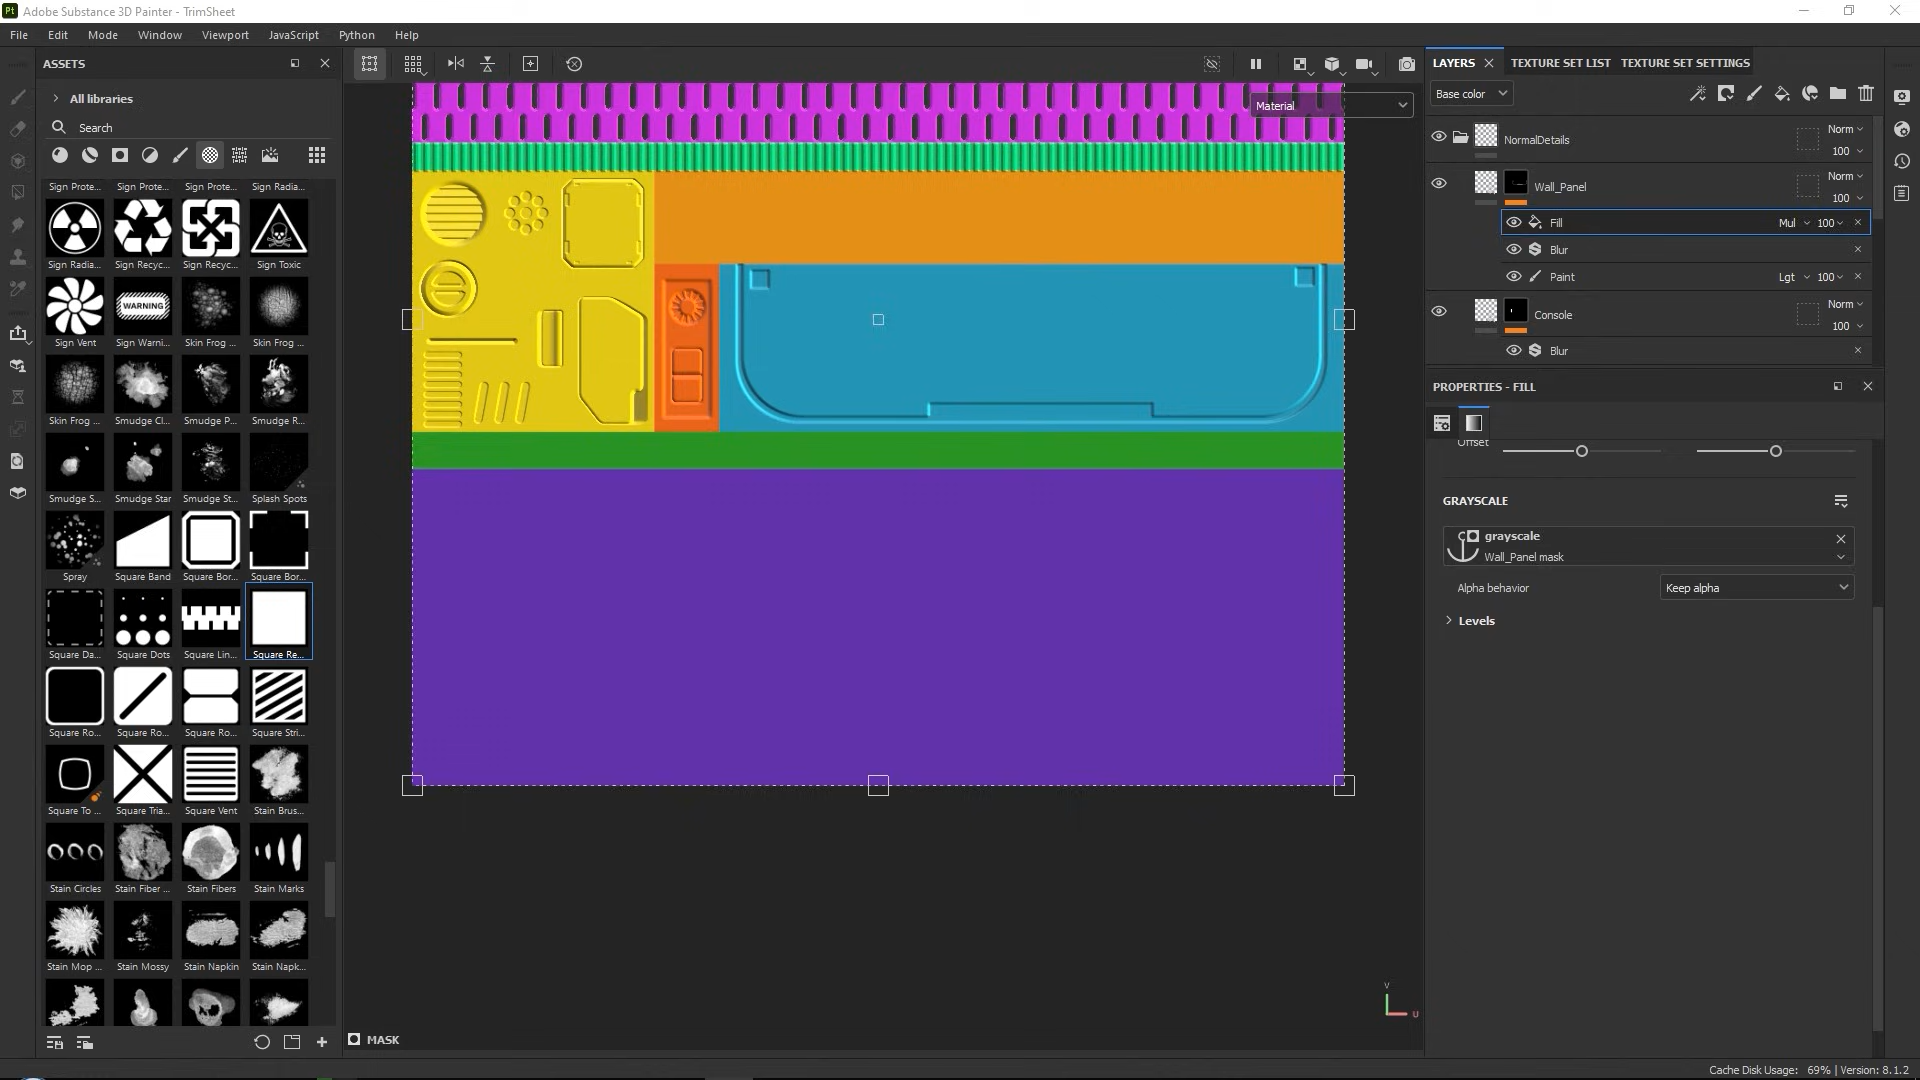 Pt Adobe Substance 3D Painter - TrimSheet
File Edit Mode Window Viewport JavaScript Python Help
ASSETS
All libraries
Search
Sign Prote... Sign Prote... Sign Prote... Sign Radia...
Sign Radia... Sign Recyc... Sign Recyc... Sign Toxic
WARNING
Sign Vent Sign Warni... Skin Frog ... Skin Frog ...
Skin Frog ... Smudge Cl... Smudge P... Smudge R...
Smudge S... Smudge Star Smudge St... Splash Spots
Spray Square Band Square Bor... Square Bor...
Square Da... Square Dots Square Lin... Square Re...
Square Ro... Square Ro... Square Ro... Square Stri...
Square To ... Square Tria... Square Vent Stain Brus...
Stain Circles Stain Fiber ... Stain Fibers Stain Marks
Stain Mop ... Stain Mossy Stain Napkin Stain Napk...
Material
V
U
MASK
LAYERS TEXTURE SET LIST TEXTURE SET SETTINGS
Base color
NormalDetails Norm
100
Wall_Panel Norm
100
Fill Mul 100
Blur
Paint Lgt 100
Console Norm
100
Blur
PROPERTIES - FILL
Offset
GRAYSCALE
grayscale
Wall_Panel mask
Alpha behavior Keep alpha
Levels
Cache Disk Usage: 69% | Version: 8.1.2